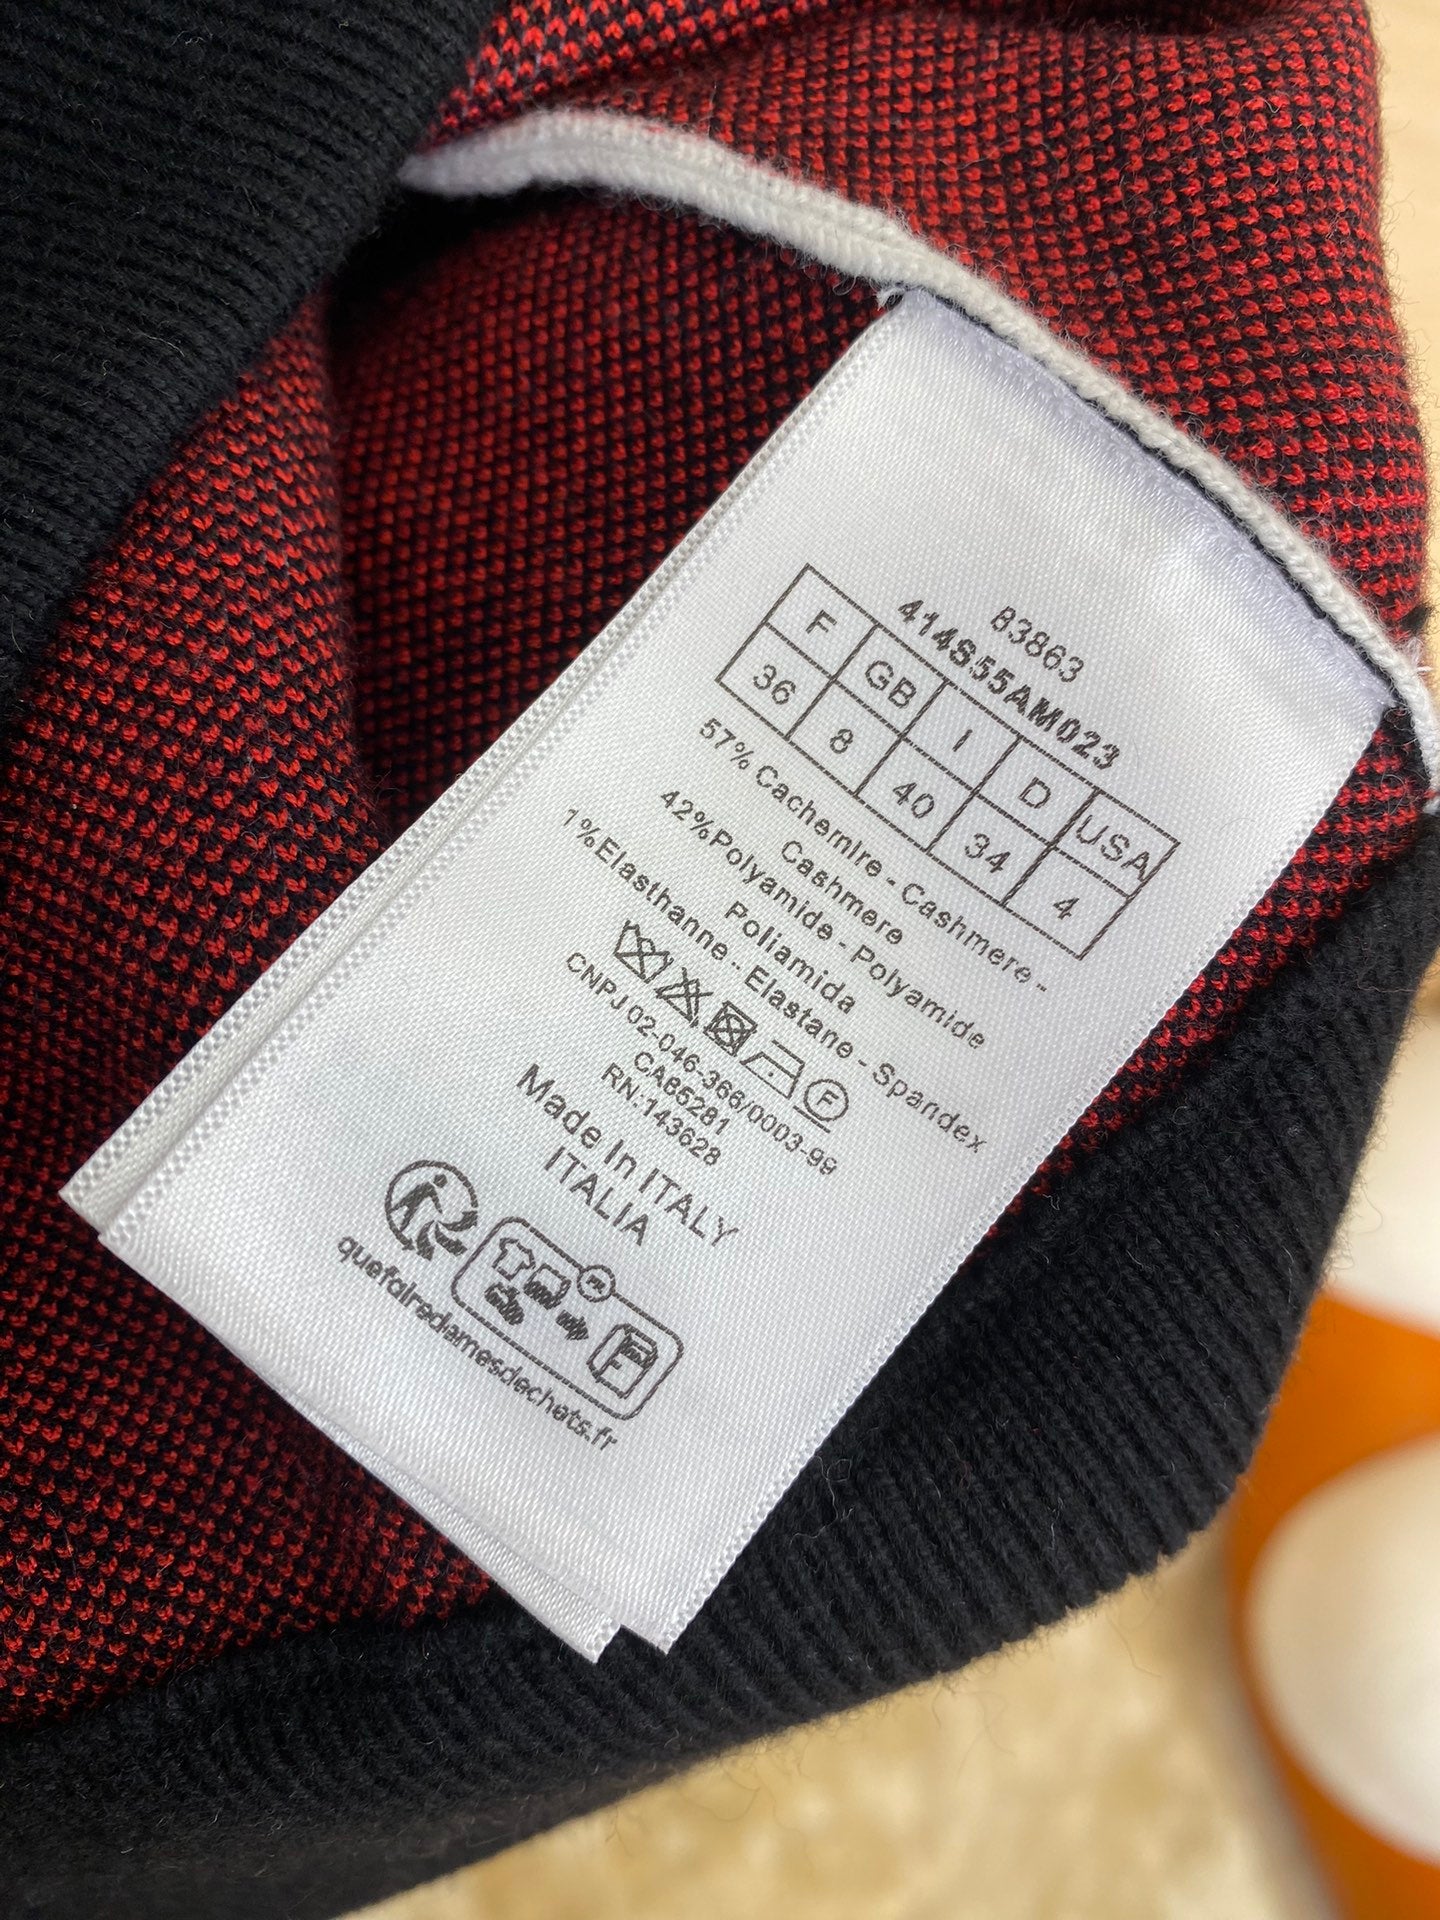 83863
414S55AM023
F GB I D USA
36 8 40 34 4
57% Cachemire - Cashmere -
Cashmere
42%Polyamide - Polyamide
Poliamida
1%Elasthanne - Elastane - Spandex
F
CNPJ 02-046-366/0003-99
CA85281
RN:143628
Made In ITALY
ITALIA
FR
quefairedemesdechets.fr